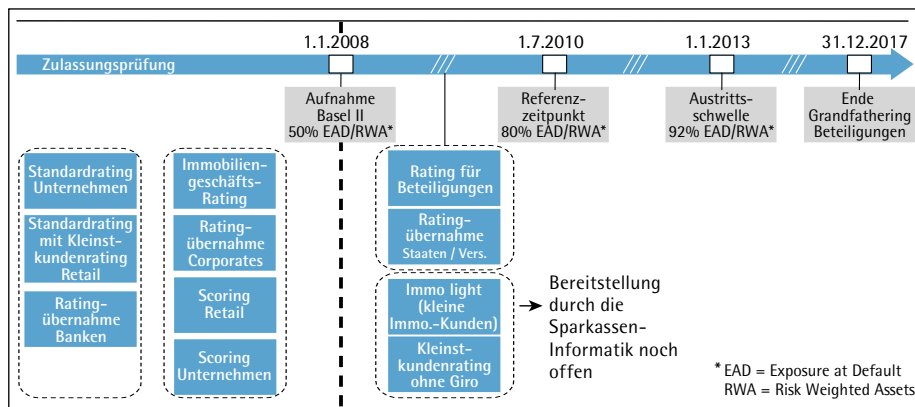 1.1.2008
1.7.2010
1.1.2013
31.12.2017
Zulassungsprüfung
Aufnahme
Basel II
50% EAD/RWA*
Referenz-
zeitpunkt
80% EAD/RWA*
Austritts-
schwelle
92% EAD/RWA*
Ende
Grandfathering
Beteiligungen
Standardrating
Unternehmen
Standardrating
mit Kleinst-
kundenrating
Retail
Rating-
übernahme
Banken
Immobilien-
geschäfts-
Rating
Rating-
übernahme
Corporates
Scoring
Retail
Scoring
Unternehmen
Rating für
Beteiligungen
Rating-
übernahme
Staaten / Vers.
Immo light
(kleine
Immo.-Kunden)
Kleinst-
kundenrating
ohne Giro
Bereitstellung
durch die
Sparkassen-
Informatik noch
offen
* EAD = Exposure at Default
RWA = Risk Weighted Assets